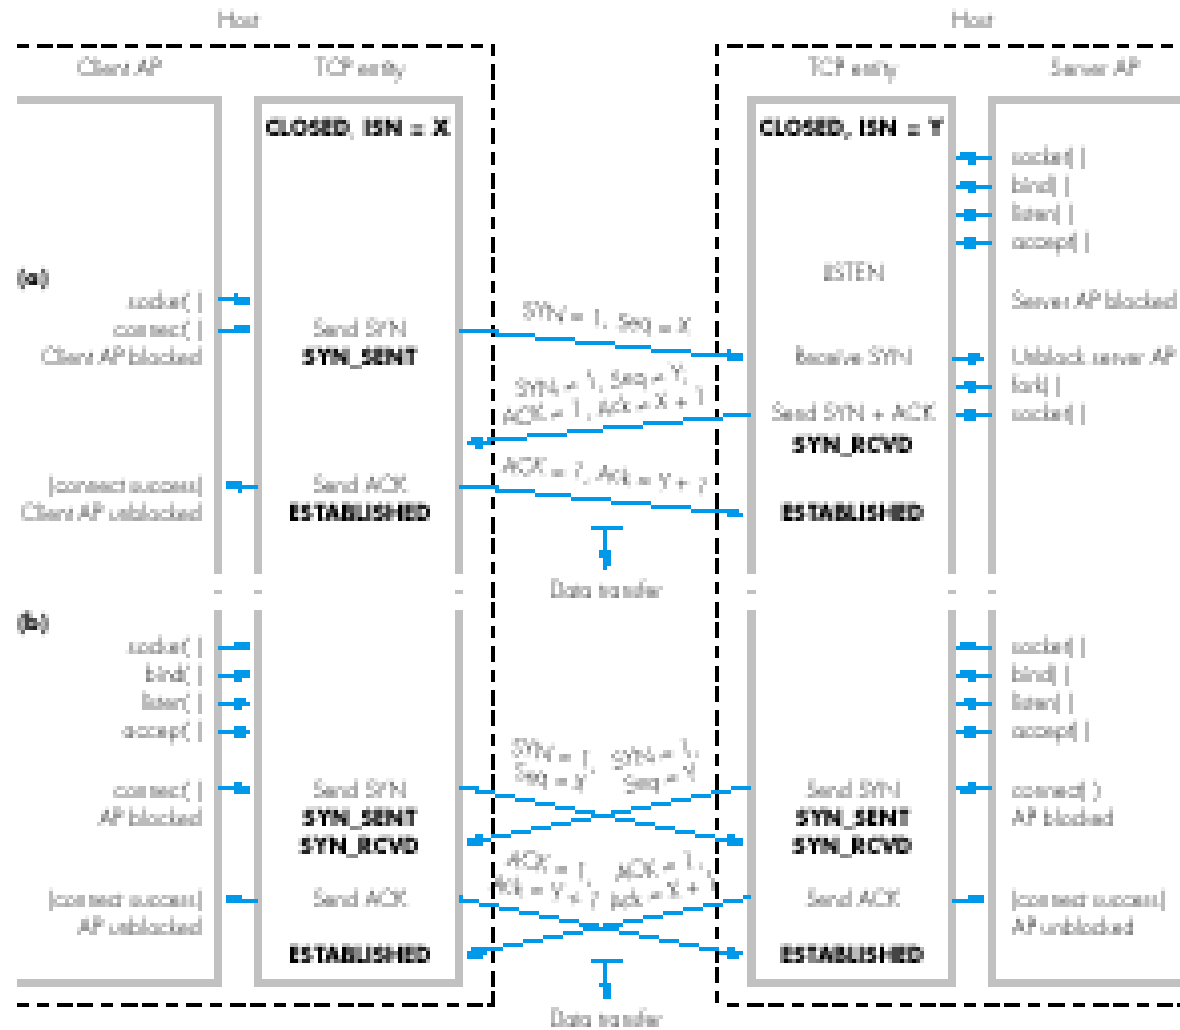 Host
Host
Client AP
TCP entity
TCP entity
Server AP
CLOSED, ISN = X
CLOSED, ISN = Y
socket( )
bind( )
listen( )
accept( )
LISTEN
(a)
socket( )
Server AP blocked
connect( )
Send SYN
SYN = 1, Seq = X
Client AP blocked
SYN_SENT
Receive SYN
Unblock server AP
fork( )
SYN = 1, Seq = Y,
ACK = 1, Ack = X + 1
Send SYN + ACK
socket( )
SYN_RCVD
(connect success)
Send ACK
ACK = 1, Ack = Y + 1
Client AP unblocked
ESTABLISHED
ESTABLISHED
Data transfer
(b)
socket( )
bind( )
listen( )
accept( )
socket( )
bind( )
listen( )
accept( )
SYN = 1,
Seq = X
SYN = 1,
Seq = Y
connect( )
Send SYN
Send SYN
connect( )
AP blocked
SYN_SENT
SYN_SENT
AP blocked
SYN_RCVD
SYN_RCVD
ACK = 1,
Ack = Y + 1
ACK = 1,
Ack = X + 1
(connect success)
Send ACK
Send ACK
(connect success)
AP unblocked
AP unblocked
ESTABLISHED
ESTABLISHED
Data transfer